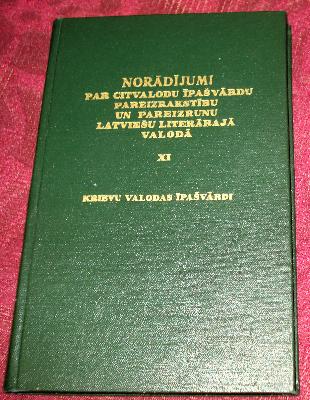 NORĀDĪJUMI
PAR CITVALODU ĪPAŠVĀRDU
PAREIZRAKSTĪBU
UN PAREIZRUNU
LATVIEŠU LITERĀRAJĀ
VALODĀ
XI
KRIEVU VALODAS ĪPAŠVĀRDI